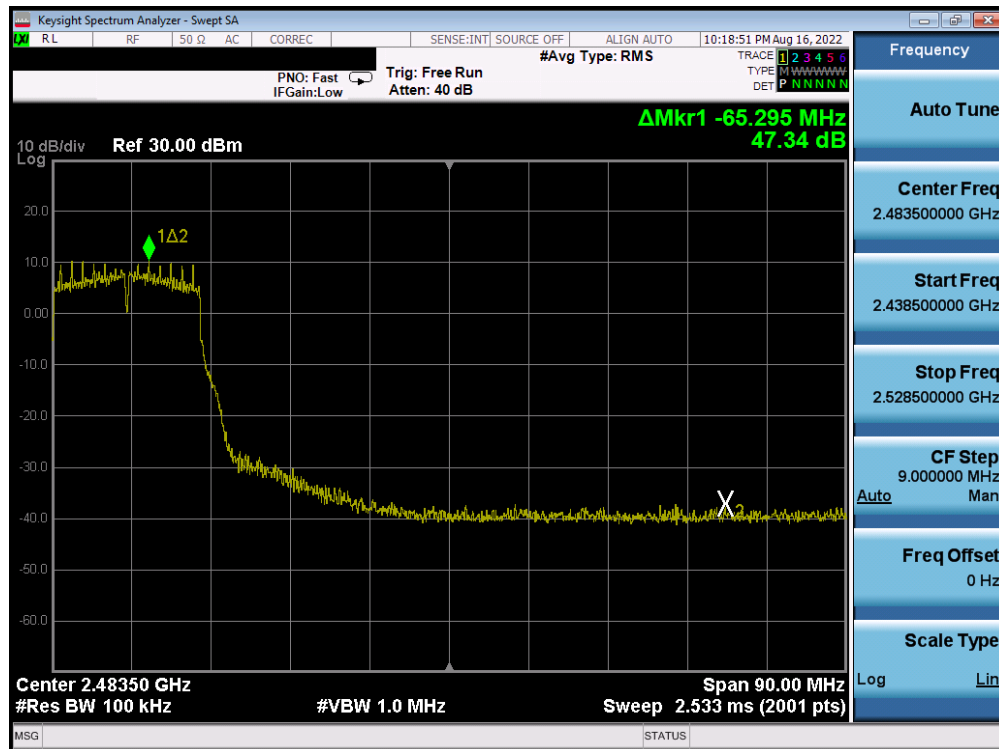 Keysight Spectrum Analyzer - Swept SA
LXI RL RF 50 Ω AC CORREC SENSE:INT SOURCE OFF ALIGN AUTO 10:18:51 PM Aug 16, 2022
#Avg Type: RMS
TRACE 1 2 3 4 5 6
PNO: Fast Trig: Free Run
TYPE M WWWWW
IFGain:Low Atten: 40 dB
DET P N N N N N
ΔMkr1 -65.295 MHz
47.34 dB
10 dB/div Ref 30.00 dBm
Log
20.0
1Δ2
10.0
0.00
-10.0
-20.0
-30.0
-40.0
-50.0
-60.0
Center 2.48350 GHz Span 90.00 MHz
#Res BW 100 kHz #VBW 1.0 MHz Sweep 2.533 ms (2001 pts)
MSG STATUS
Frequency
Auto Tune
Center Freq
2.483500000 GHz
Start Freq
2.438500000 GHz
Stop Freq
2.528500000 GHz
CF Step
9.000000 MHz
Auto Man
Freq Offset
0 Hz
Scale Type
Log Lin